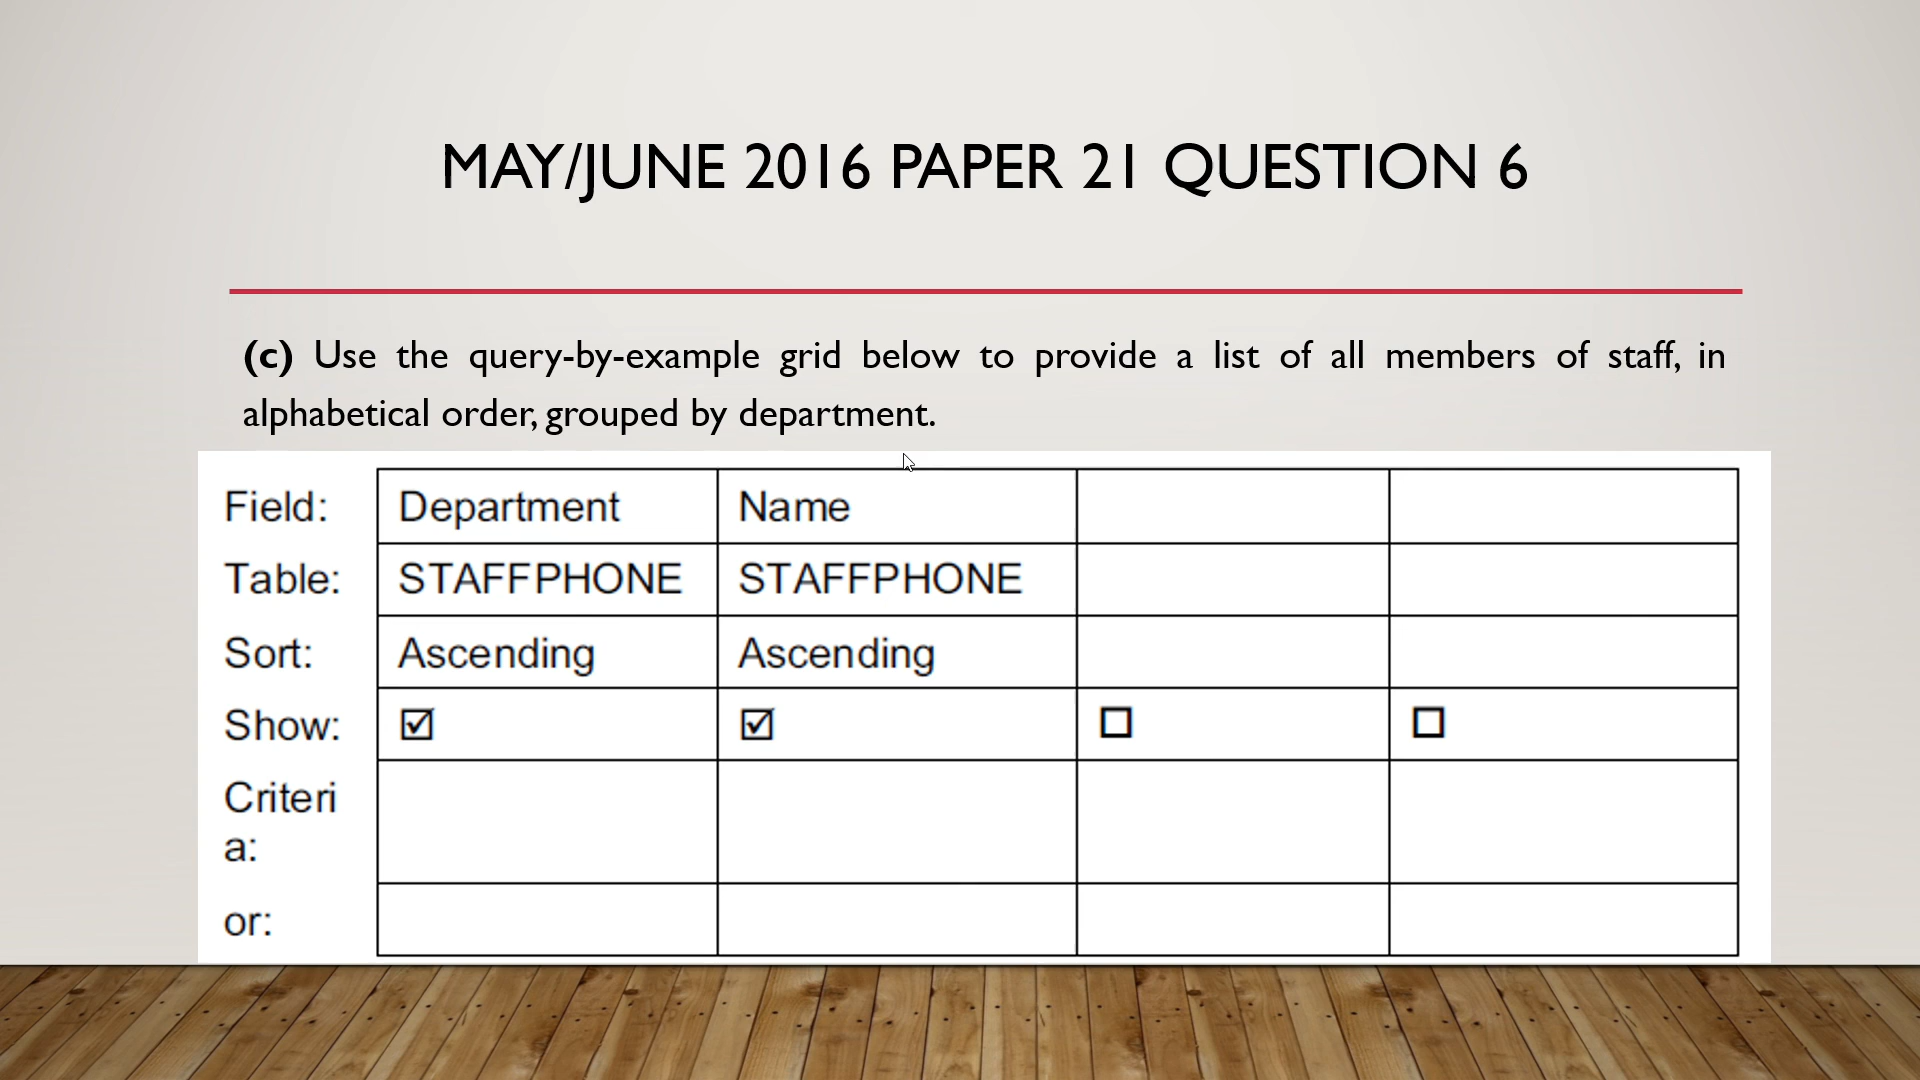 MAY/JUNE 2016 PAPER 21 QUESTION 6
(c) Use the query-by-example grid below to provide a list of all members of staff, in
alphabetical order, grouped by department.
Field: Department Name
Table: STAFFPHONE STAFFPHONE
Sort: Ascending Ascending
Show: ☑ ☑ ☐ ☐
Criteri
a:
or: